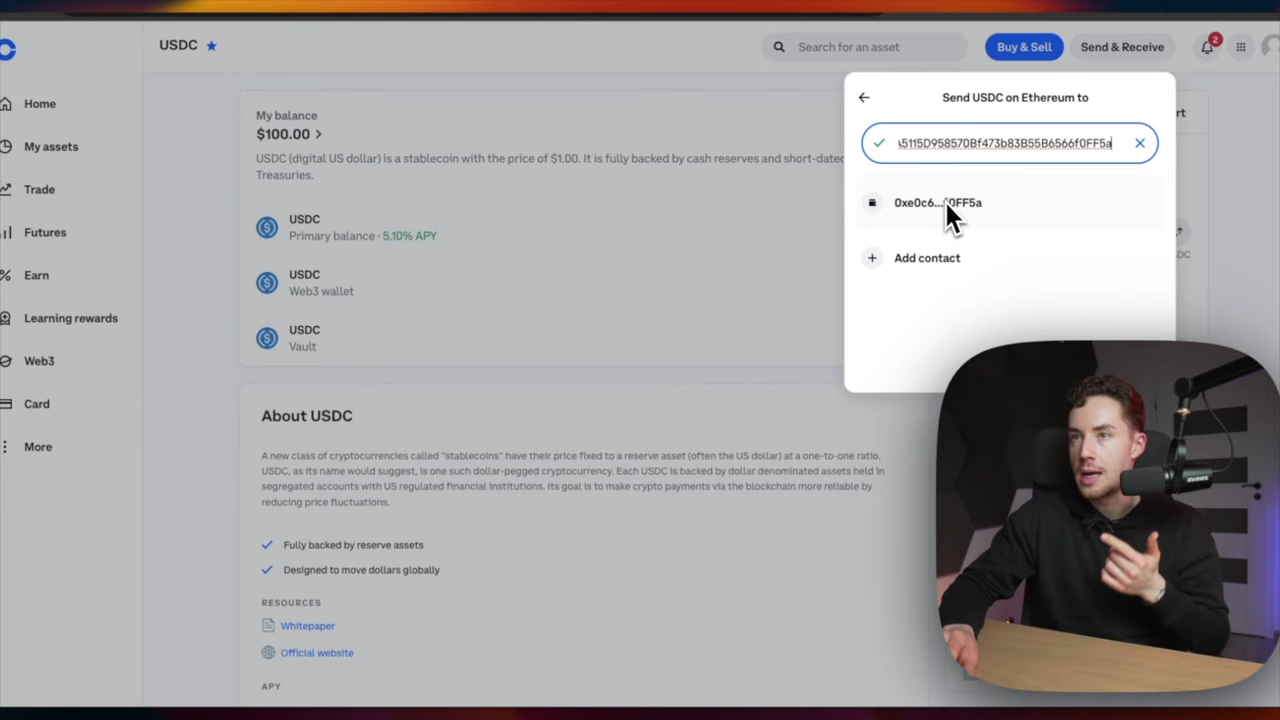 USDC
Search for an asset
Buy & Sell
Send & Receive
2
Home
My assets
Trade
Futures
Earn
Learning rewards
Web3
Card
More
My balance
$100.00
USDC (digital US dollar) is a stablecoin with the price of $1.00. It is fully backed by cash reserves and short-dated
Treasuries.
USDC
Primary balance · 5.10% APY
USDC
Web3 wallet
USDC
Vault
About USDC
A new class of cryptocurrencies called "stablecoins" have their price fixed to a reserve asset (often the US dollar) at a one-to-one ratio.
USDC, as its name would suggest, is one such dollar-pegged cryptocurrency. Each USDC is backed by dollar denominated assets held in
segregated accounts with US regulated financial institutions. Its goal is to make crypto payments via the blockchain more reliable by
reducing price fluctuations.
Fully backed by reserve assets
Designed to move dollars globally
RESOURCES
Whitepaper
Official website
APY
Send USDC on Ethereum to
5115D958570Bf473b83B55B6566f0FF5a
0xe0c6...f0FF5a
Add contact